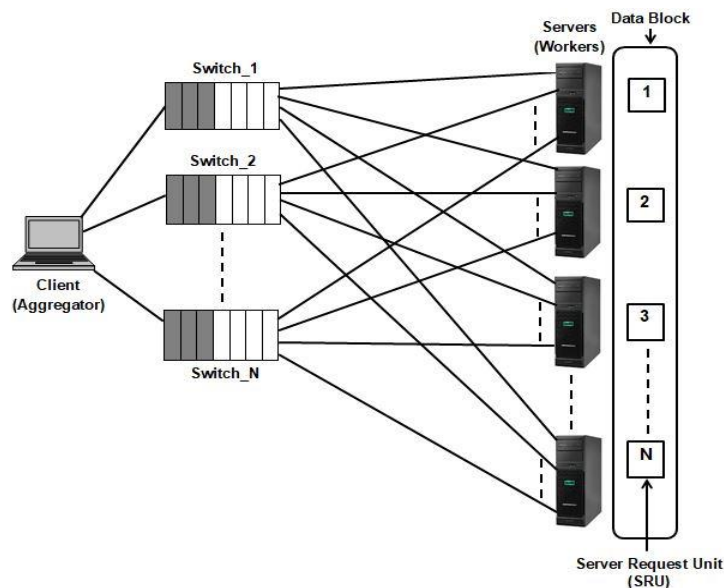 Data Block
Servers
(Workers)
Switch_1
1
Switch_2
2
Client
(Aggregator)
3
Switch_N
N
Server Request Unit
(SRU)